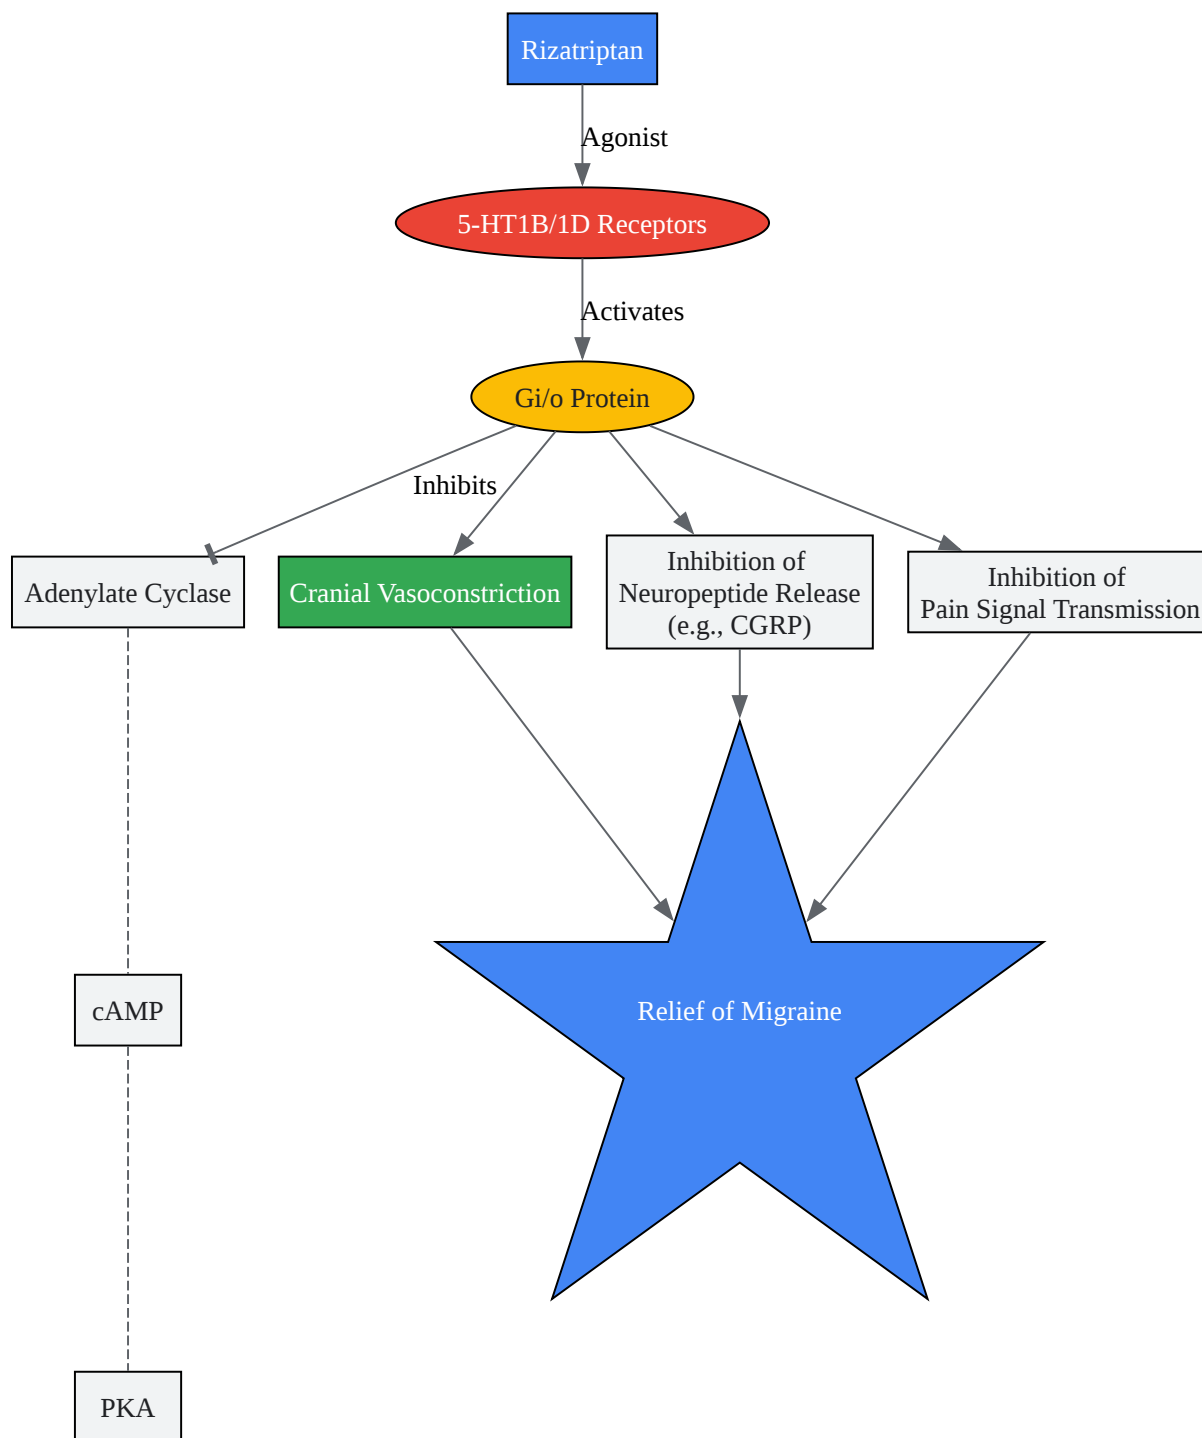 Rizatriptan
Agonist
5-HT1B/1D Receptors
Activates
Gi/o Protein
Inhibits
Adenylate Cyclase
Cranial Vasoconstriction
Inhibition of
Neuropeptide Release
(e.g., CGRP)
Inhibition of
Pain Signal Transmission
cAMP
Relief of Migraine
PKA